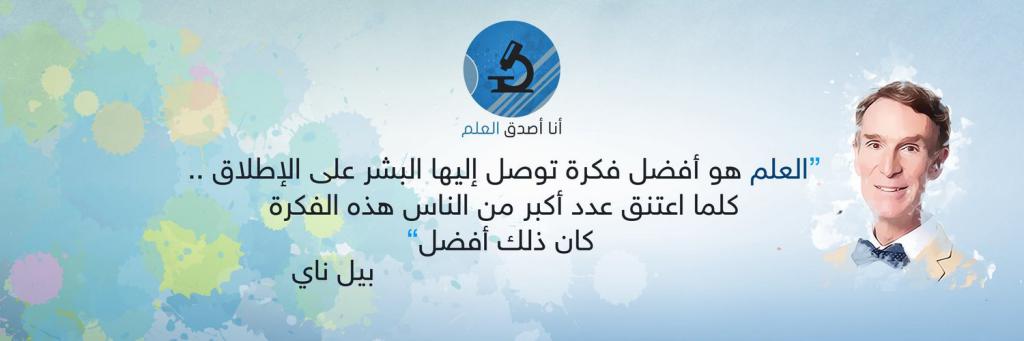 أنا أصدق العلم
”العلم هو أفضل فكرة توصل إليها البشر على الإطلاق ..
كلما اعتنق عدد أكبر من الناس هذه الفكرة
كان ذلك أفضل“
بيل ناي